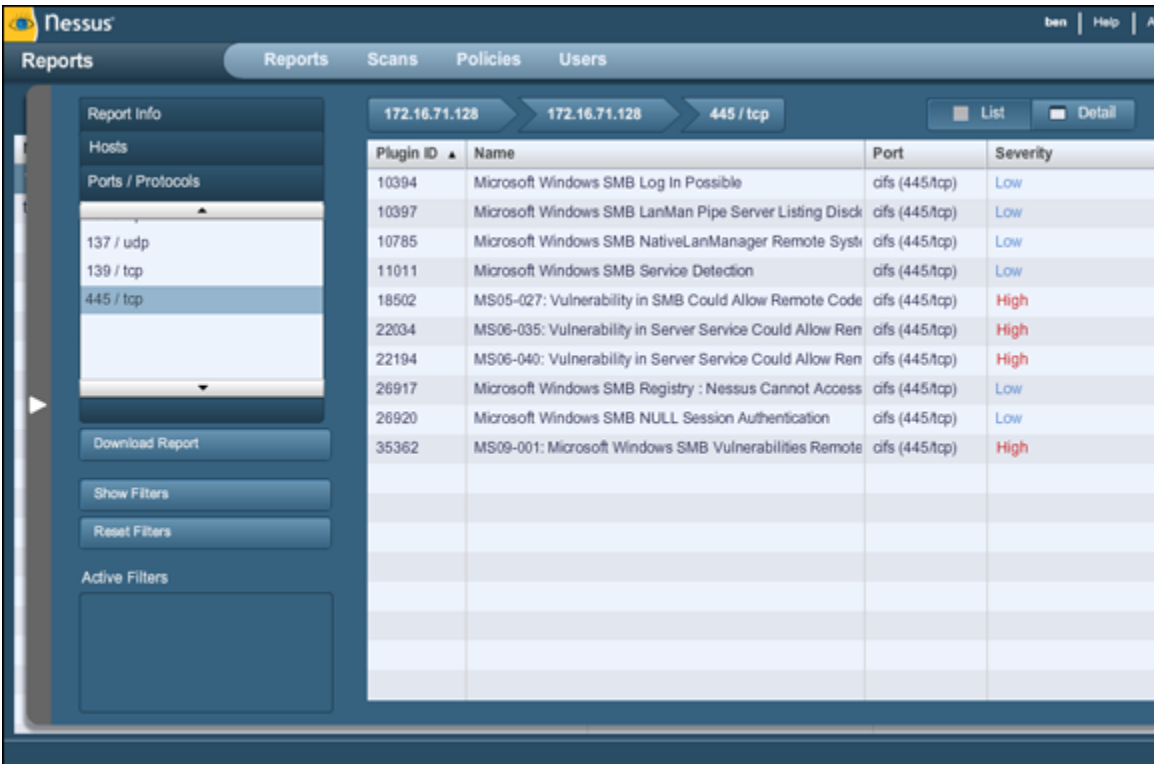 nessus
ben | Help | A
Reports
Reports Scans Policies Users
Report Info
Hosts
Ports / Protocols
137 / udp
139 / tcp
445 / tcp
Download Report
Show Filters
Reset Filters
Active Filters
172.16.71.128 172.16.71.128 445 / tcp
List Detail
Plugin ID Name Port Severity
10394 Microsoft Windows SMB Log In Possible cifs (445/tcp) Low
10397 Microsoft Windows SMB LanMan Pipe Server Listing Discl cifs (445/tcp) Low
10785 Microsoft Windows SMB NativeLanManager Remote Syst cifs (445/tcp) Low
11011 Microsoft Windows SMB Service Detection cifs (445/tcp) Low
18502 MS05-027: Vulnerability in SMB Could Allow Remote Code cifs (445/tcp) High
22034 MS06-035: Vulnerability in Server Service Could Allow Rem cifs (445/tcp) High
22194 MS06-040: Vulnerability in Server Service Could Allow Rem cifs (445/tcp) High
26917 Microsoft Windows SMB Registry : Nessus Cannot Access cifs (445/tcp) Low
26920 Microsoft Windows SMB NULL Session Authentication cifs (445/tcp) Low
35362 MS09-001: Microsoft Windows SMB Vulnerabilities Remote cifs (445/tcp) High